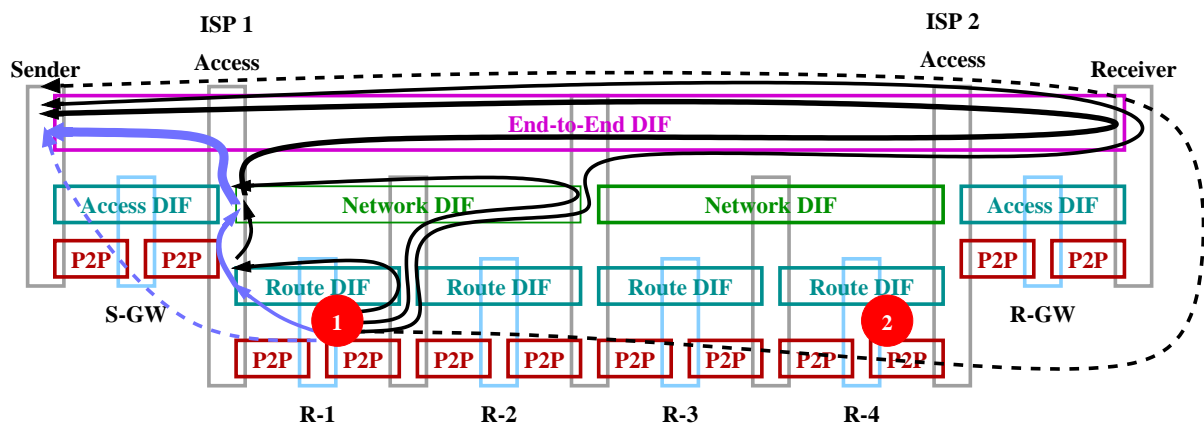 ISP 1 ISP 2
Access Access
Sender Receiver
End-to-End DIF
Access DIF Network DIF Network DIF Access DIF
P2P P2P P2P P2P
Route DIF Route DIF Route DIF Route DIF
S-GW 1 2 R-GW
P2P P2P P2P P2P P2P P2P P2P P2P
R-1 R-2 R-3 R-4